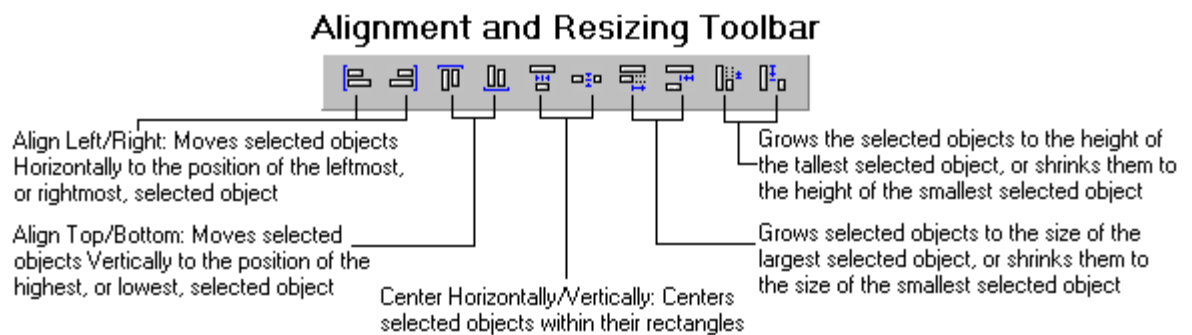 Alignment and Resizing Toolbar
Align Left/Right: Moves selected objects
Horizontally to the position of the leftmost,
or rightmost, selected object
Align Top/Bottom: Moves selected
objects Vertically to the position of the
highest, or lowest, selected object
Center Horizontally/Vertically: Centers
selected objects within their rectangles
Grows the selected objects to the height of
the tallest selected object, or shrinks them to
the height of the smallest selected object
Grows selected objects to the size of the
largest selected object, or shrinks them to
the size of the smallest selected object